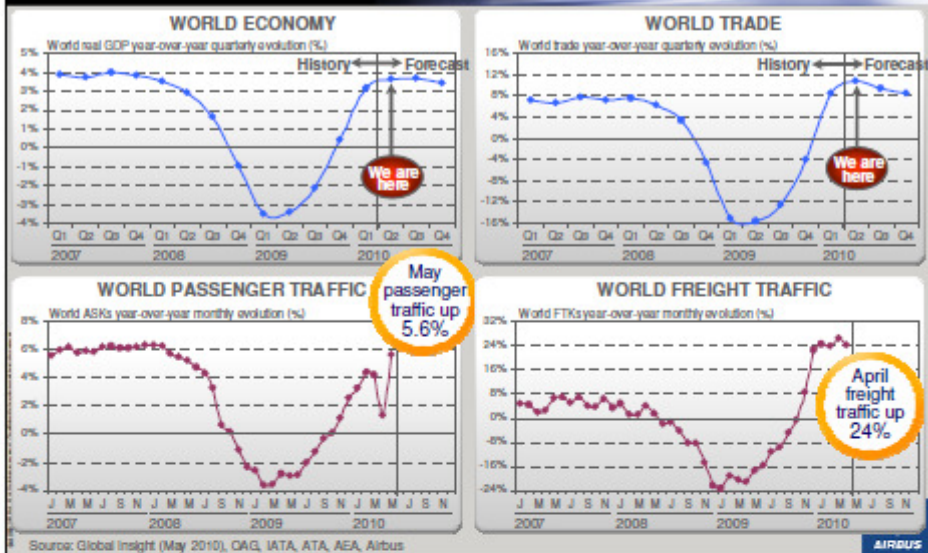 WORLD ECONOMY
World real GDP year-over-year quarterly evolution (%)
5%
4%
3%
2%
1%
0%
-1%
-2%
-3%
-4%
History
Forecast
We are
here
Q1 Q2 Q3 Q4 Q1 Q2 Q3 Q4 Q1 Q2 Q3 Q4 Q1 Q2 Q3 Q4
2007 2008 2009 2010
WORLD TRADE
World trade year-over-year quarterly evolution (%)
16%
12%
8%
4%
0%
-4%
-8%
-12%
-16%
History
Forecast
We are
here
Q1 Q2 Q3 Q4 Q1 Q2 Q3 Q4 Q1 Q2 Q3 Q4 Q1 Q2 Q3 Q4
2007 2008 2009 2010
WORLD PASSENGER TRAFFIC
World ASKs year-over-year monthly evolution (%)
May
passenger
traffic up
5.6%
8%
6%
4%
2%
0%
-2%
-4%
J M M J S N J M M J S N J M M J S N J M M J S N
2007 2008 2009 2010
WORLD FREIGHT TRAFFIC
World FTKs year-over-year monthly evolution (%)
32%
24%
16%
8%
0%
-8%
-16%
-24%
April
freight
traffic up
24%
J M M J S N J M M J S N J M M J S N J M M J S N
2007 2008 2009 2010
Source: Global Insight (May 2010), OAG, IATA, ATA, AEA, Airbus
AIRBUS